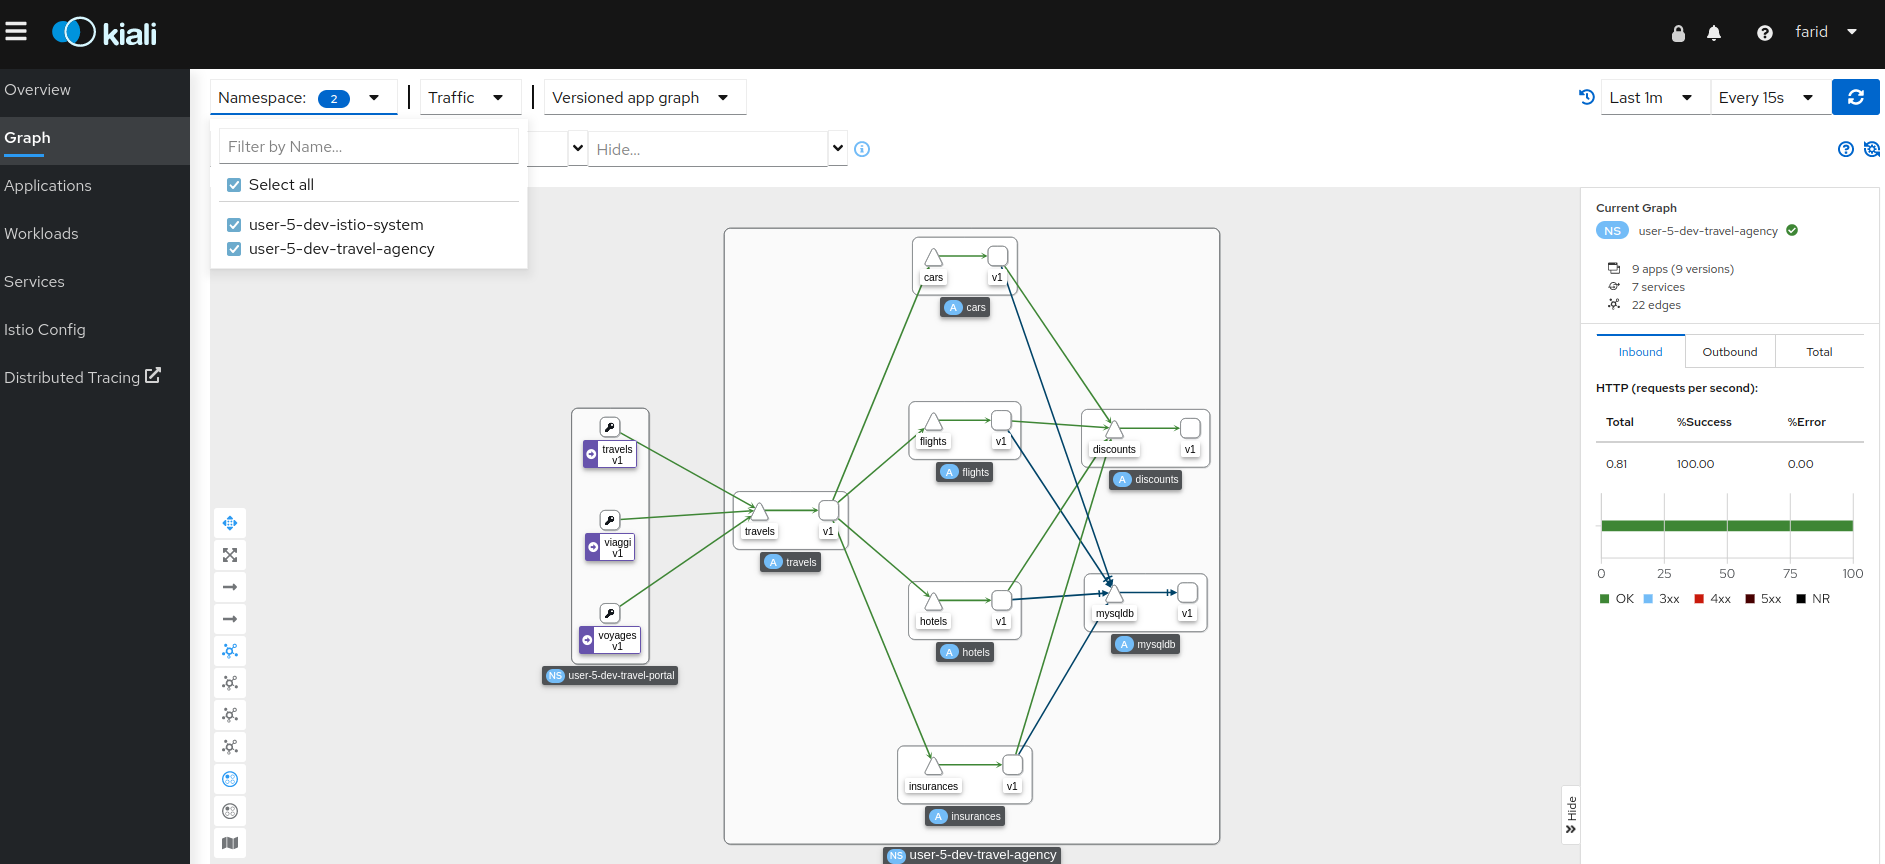 kiali
farid
Overview
Graph
Applications
Workloads
Services
Istio Config
Distributed Tracing
Namespace: 2
Traffic
Versioned app graph
Last 1m
Every 15s
Filter by Name...
Hide...
Select all
user-5-dev-istio-system
user-5-dev-travel-agency
travels
v1
viaggi
v1
voyages
v1
NS user-5-dev-travel-portal
travels
v1
A travels
cars
v1
A cars
flights
v1
A flights
hotels
v1
A hotels
insurances
v1
A insurances
discounts
v1
A discounts
mysqldb
v1
A mysqldb
NS user-5-dev-travel-agency
Current Graph
NS user-5-dev-travel-agency
9 apps (9 versions)
7 services
22 edges
Inbound
Outbound
Total
HTTP (requests per second):
Total %Success %Error
0.81 100.00 0.00
0 25 50 75 100
OK 3xx 4xx 5xx NR
Hide